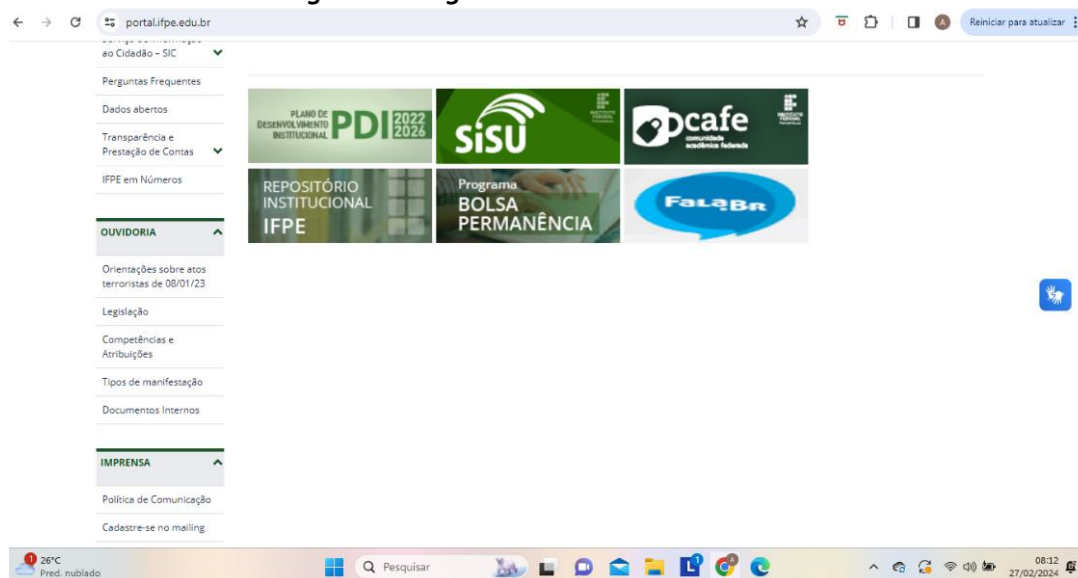 portal.ifpe.edu.br
Reiniciar para atualizar
A
ao Cidadão – SIC
Perguntas Frequentes
Dados abertos
Transparência e
Prestação de Contas
IFPE em Números
OUVIDORIA
Orientações sobre atos
terroristas de 08/01/23
Legislação
Competências e
Atribuições
Tipos de manifestação
Documentos Internos
IMPRENSA
Política de Comunicação
Cadastre-se no mailing
PLANO DE
DESENVOLVIMENTO
INSTITUCIONAL
PDI
2022
2026
sisu
cafe
comunidade
acadêmica federada
REPOSITÓRIO
INSTITUCIONAL
IFPE
Programa
BOLSA
PERMANÊNCIA
FalaBR
1
26°C
Pred. nublado
Pesquisar
08:12
27/02/2024